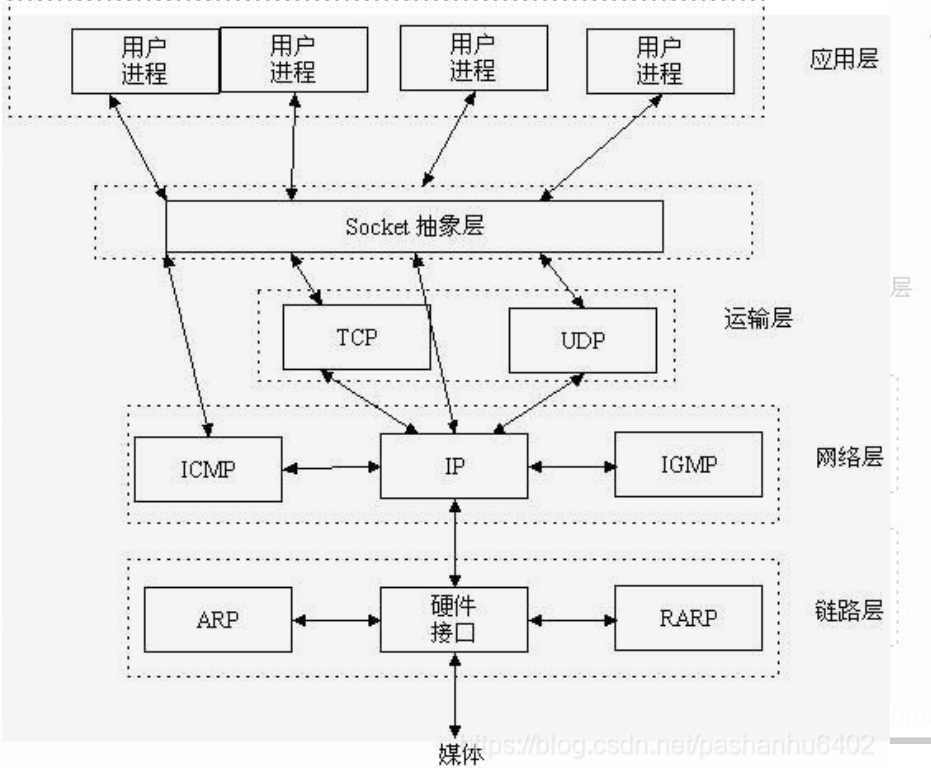 用户
进程
用户
进程
用户
进程
用户
进程
应用层
Socket 抽象层
层
TCP
UDP
运输层
ICMP
IP
IGMP
网络层
ARP
硬件
接口
RARP
链路层
媒体
https://blog.csdn.net/pashanhu6402